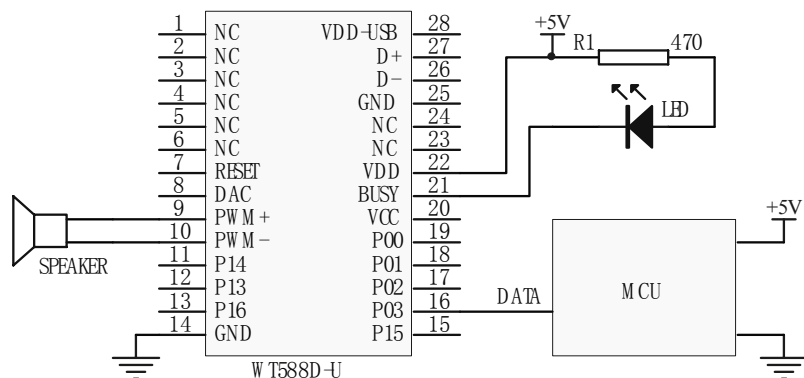 1 NC VDD-USB 28
2 NC D+ 27
3 NC D- 26
4 NC GND 25
5 NC NC 24
6 NC NC 23
7 RESET VDD 22
8 DAC BUSY 21
9 PWM+ VCC 20
10 PWM- P00 19
11 P14 P01 18
12 P13 P02 17
13 P16 P03 16
14 GND P15 15
WT588D-U
SPEAKER
+5V
R1 470
LED
DATA
MCU
+5V